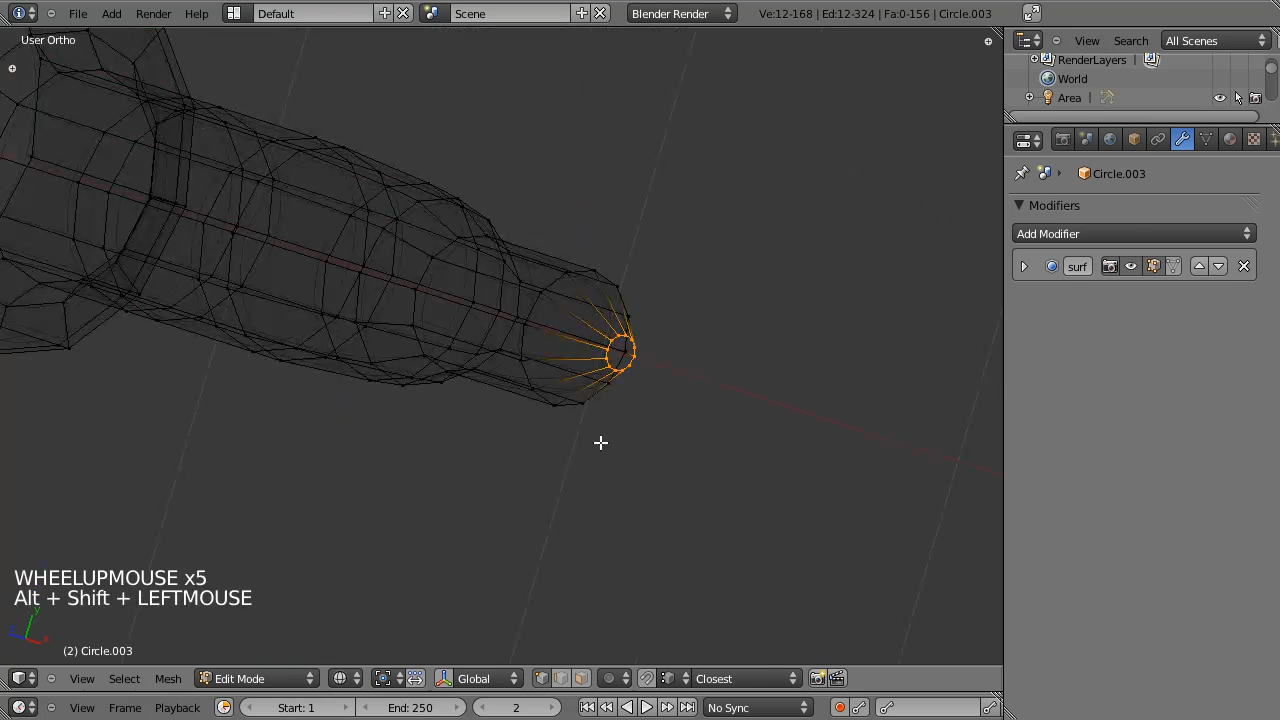 File Add Render Help Default Scene Blender Render Ve:12-168 | Ed:12-324 | Fa:0-156 | Circle.003
User Ortho
View Search All Scenes
RenderLayers |
World
Area |
Circle.003
Modifiers
Add Modifier
surf
WHEELUPMOUSE x5
Alt + Shift + LEFTMOUSE
y
z x
(2) Circle.003
View Select Mesh Edit Mode Global Closest
View Frame Playback Start: 1 End: 250 2 No Sync